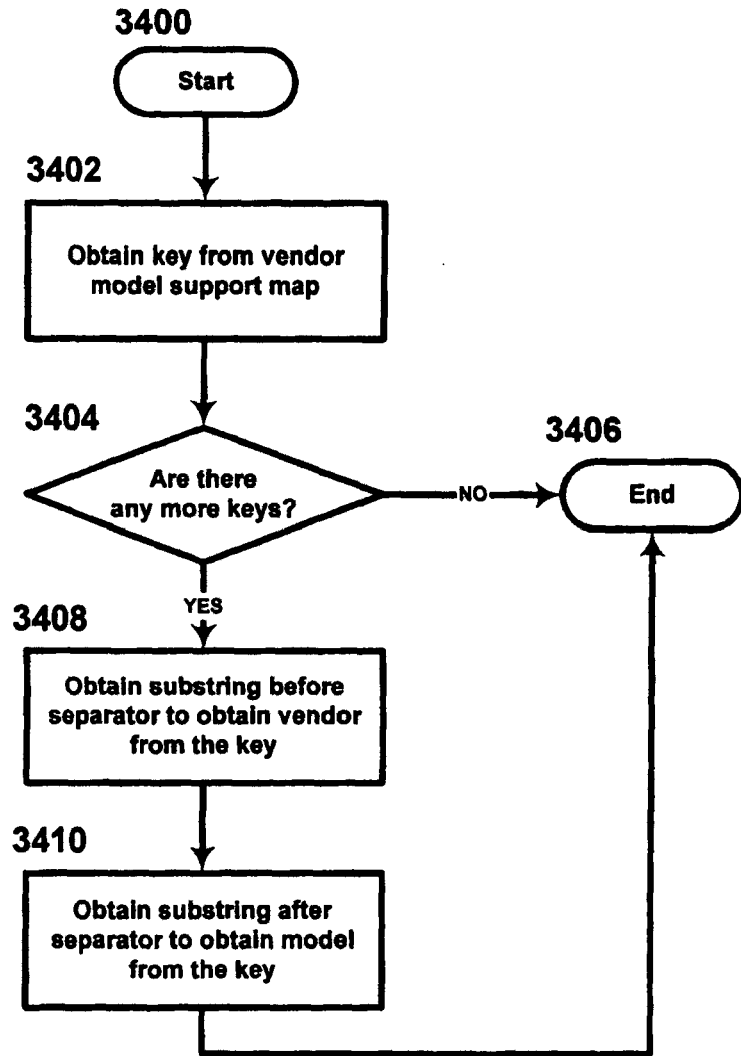 3400
Start
3402
Obtain key from vendor
model support map
3404
Are there
any more keys?
NO
3406
End
YES
3408
Obtain substring before
separator to obtain vendor
from the key
3410
Obtain substring after
separator to obtain model
from the key